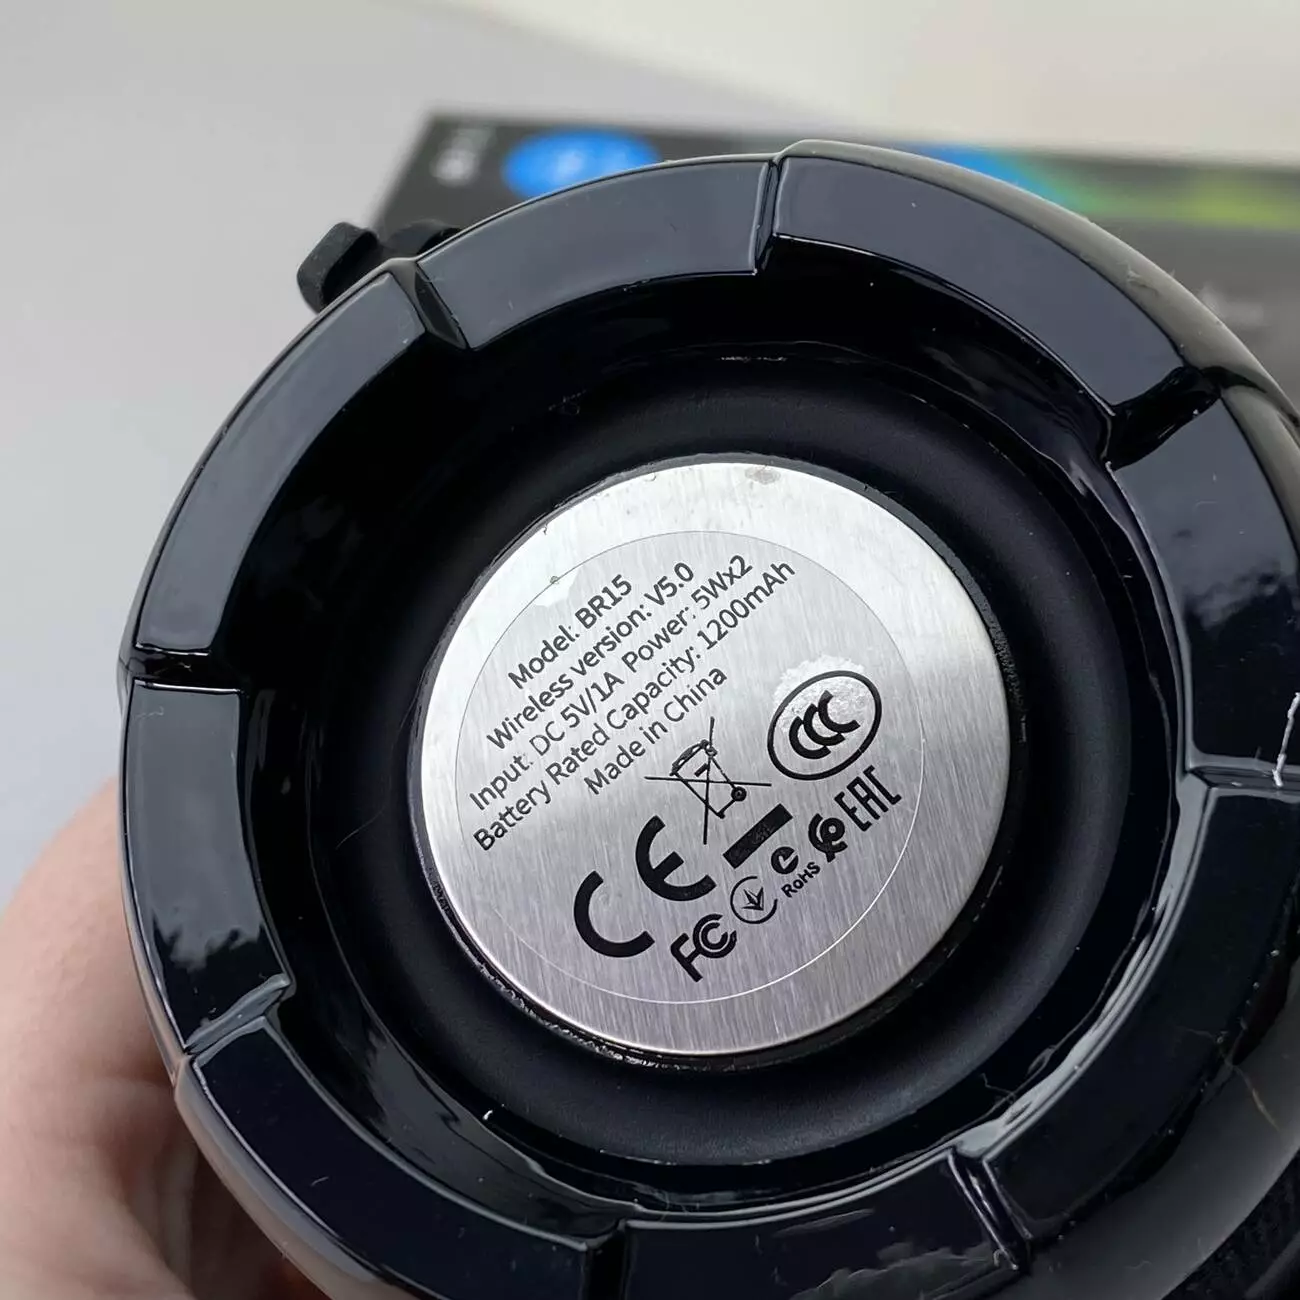 Model: BR15
Wireless version: V5.0
Input: DC 5V/1A Power: 5Wx2
Battery Rated Capacity: 1200mAh
Made in China
CCC
CE
EAC
RoHS
FC